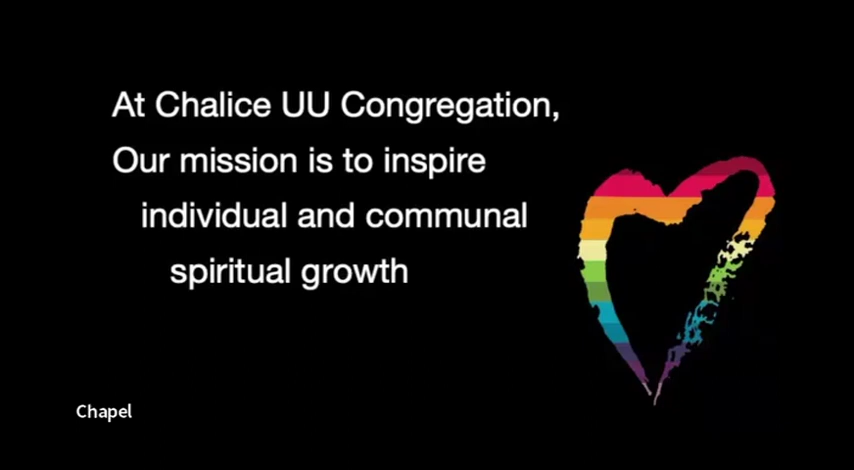 At Chalice UU Congregation,
Our mission is to inspire
individual and communal
spiritual growth
Chapel